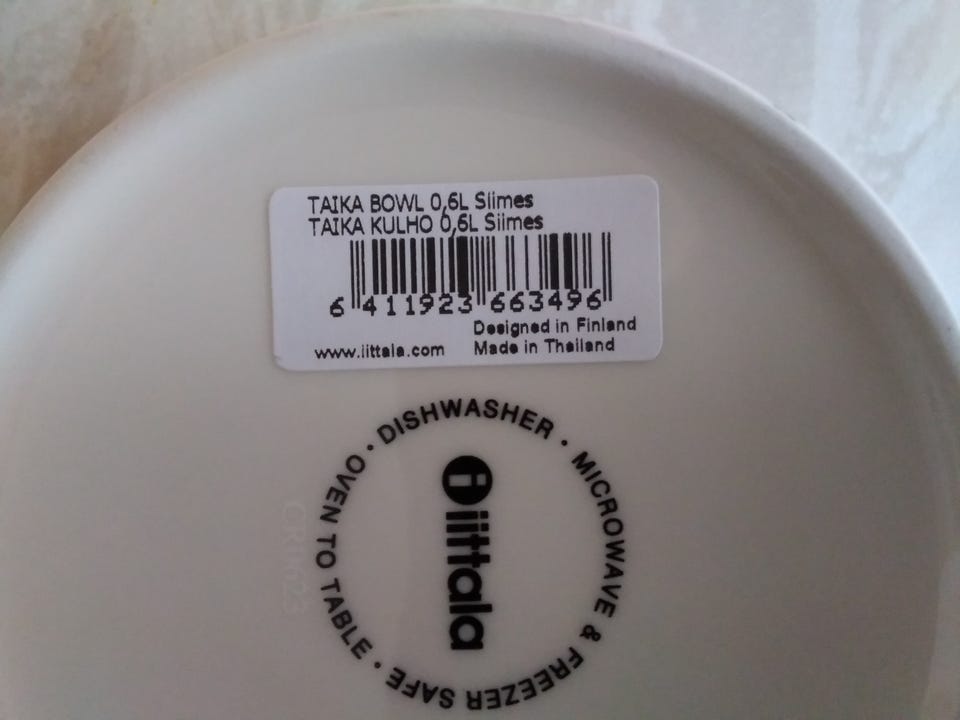 TAIKA BOWL 0,6L Siimes
TAIKA KULHO 0,6L Siimes
6 411923 663496
Designed in Finland
www.iittala.com Made in Thailand
DISHWASHER · MICROWAVE & FREEZER SAFE · OVEN TO TABLE ·
iittala